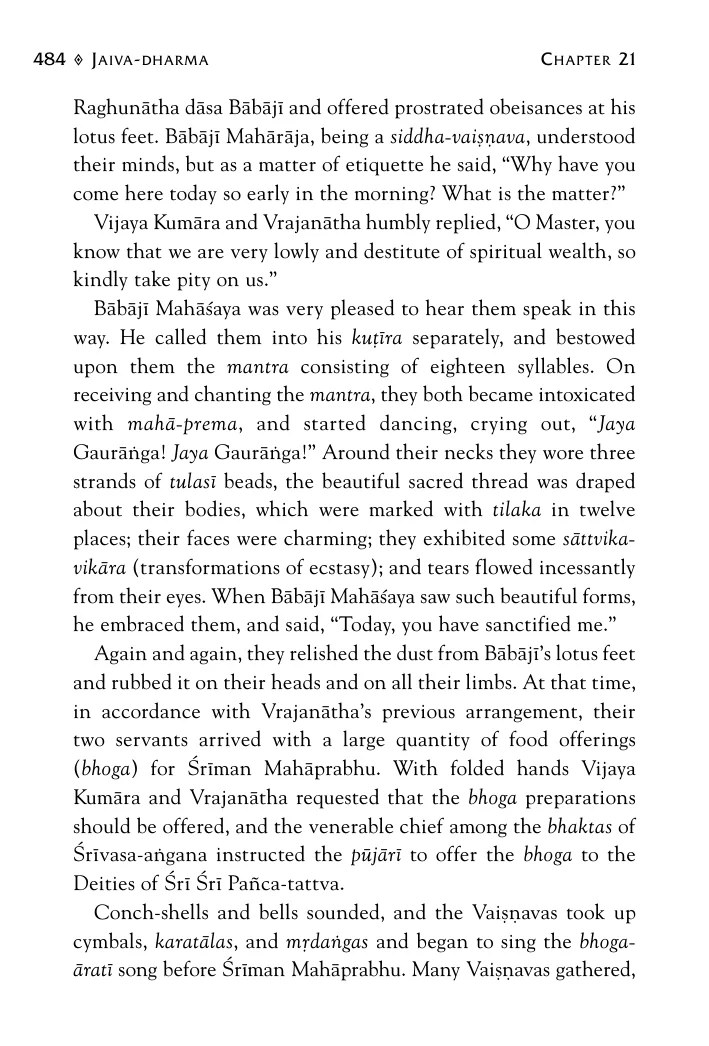 484 ◊ Jaiva-dharma Chapter 21
Raghunātha dāsa Bābājī and offered prostrated obeisances at his
lotus feet. Bābājī Mahārāja, being a siddha-vaiṣṇava, understood
their minds, but as a matter of etiquette he said, “Why have you
come here today so early in the morning? What is the matter?”
Vijaya Kumāra and Vrajanātha humbly replied, “O Master, you
know that we are very lowly and destitute of spiritual wealth, so
kindly take pity on us.”
Bābājī Mahāśaya was very pleased to hear them speak in this
way. He called them into his kuṭīra separately, and bestowed
upon them the mantra consisting of eighteen syllables. On
receiving and chanting the mantra, they both became intoxicated
with mahā-prema, and started dancing, crying out, “Jaya
Gaurāṅga! Jaya Gaurāṅga!” Around their necks they wore three
strands of tulasī beads, the beautiful sacred thread was draped
about their bodies, which were marked with tilaka in twelve
places; their faces were charming; they exhibited some sāttvika-
vikāra (transformations of ecstasy); and tears flowed incessantly
from their eyes. When Bābājī Mahāśaya saw such beautiful forms,
he embraced them, and said, “Today, you have sanctified me.”
Again and again, they relished the dust from Bābājī’s lotus feet
and rubbed it on their heads and on all their limbs. At that time,
in accordance with Vrajanātha’s previous arrangement, their
two servants arrived with a large quantity of food offerings
(bhoga) for Śrīman Mahāprabhu. With folded hands Vijaya
Kumāra and Vrajanātha requested that the bhoga preparations
should be offered, and the venerable chief among the bhaktas of
Śrīvasa-aṅgana instructed the pūjārī to offer the bhoga to the
Deities of Śrī Śrī Pañca-tattva.
Conch-shells and bells sounded, and the Vaiṣṇavas took up
cymbals, karatālas, and mṛdaṅgas and began to sing the bhoga-
āratī song before Śrīman Mahāprabhu. Many Vaiṣṇavas gathered,